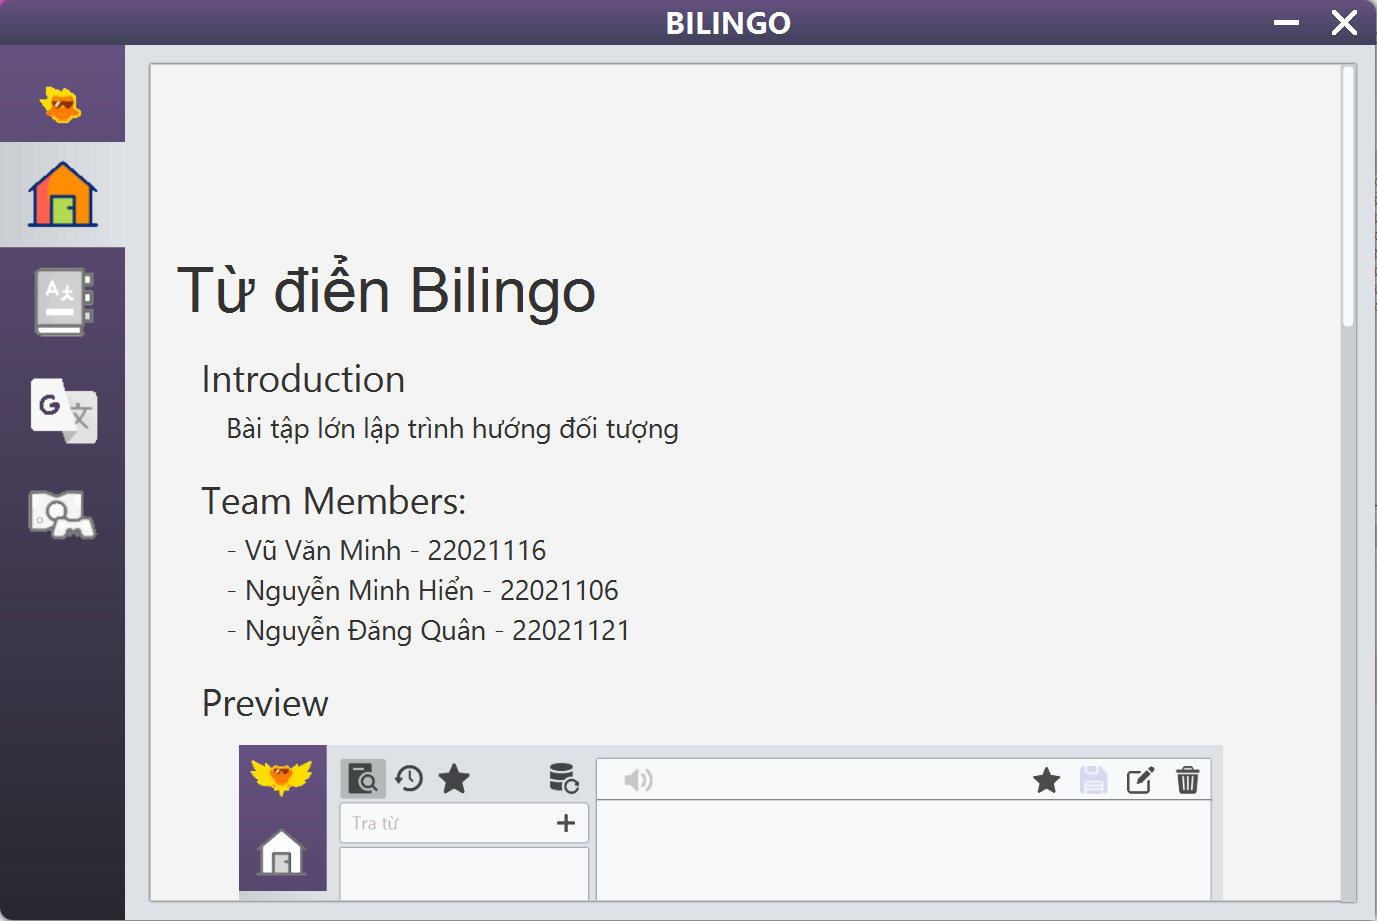 BILINGO
Từ điển Bilingo
Introduction
Bài tập lớn lập trình hướng đối tượng
Team Members:
- Vũ Văn Minh - 22021116
- Nguyễn Minh Hiển - 22021106
- Nguyễn Đăng Quân - 22021121
Preview
Tra từ